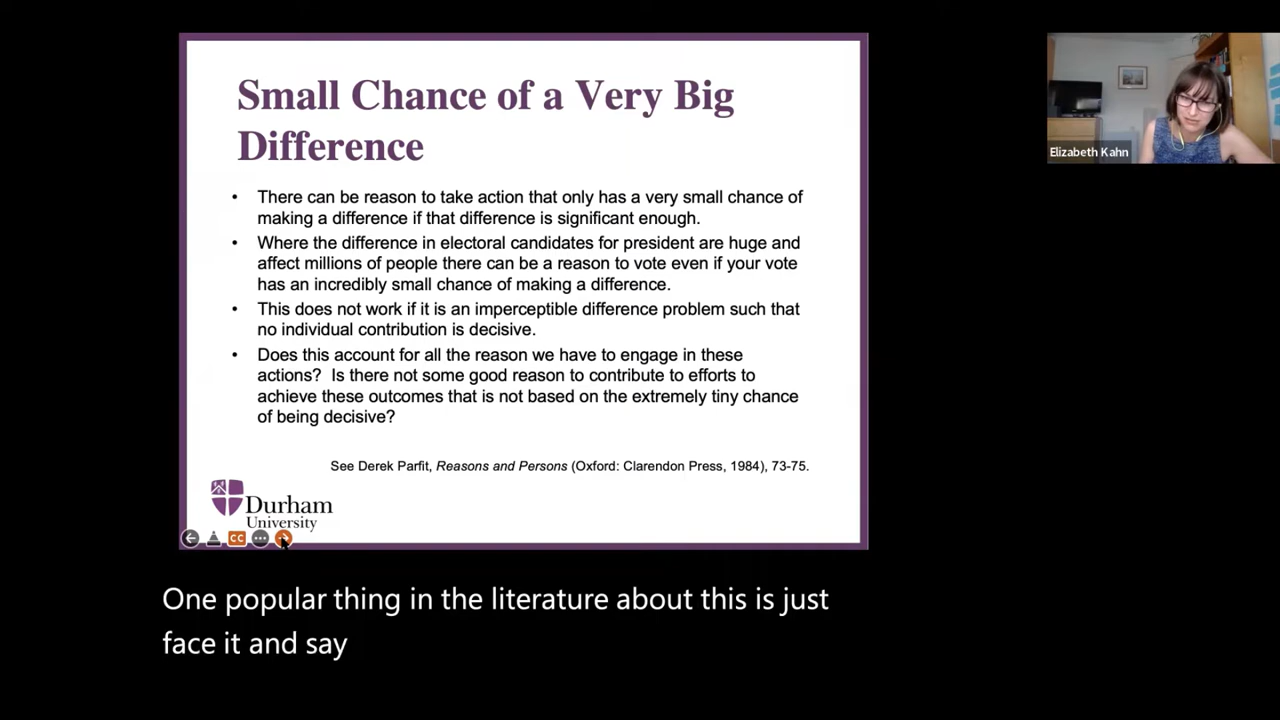 Small Chance of a Very Big
Difference
• There can be reason to take action that only has a very small chance of
making a difference if that difference is significant enough.
• Where the difference in electoral candidates for president are huge and
affect millions of people there can be a reason to vote even if your vote
has an incredibly small chance of making a difference.
• This does not work if it is an imperceptible difference problem such that
no individual contribution is decisive.
• Does this account for all the reason we have to engage in these
actions? Is there not some good reason to contribute to efforts to
achieve these outcomes that is not based on the extremely tiny chance
of being decisive?
See Derek Parfit, Reasons and Persons (Oxford: Clarendon Press, 1984), 73-75.
Durham
University
CC
Elizabeth Kahn
One popular thing in the literature about this is just
face it and say